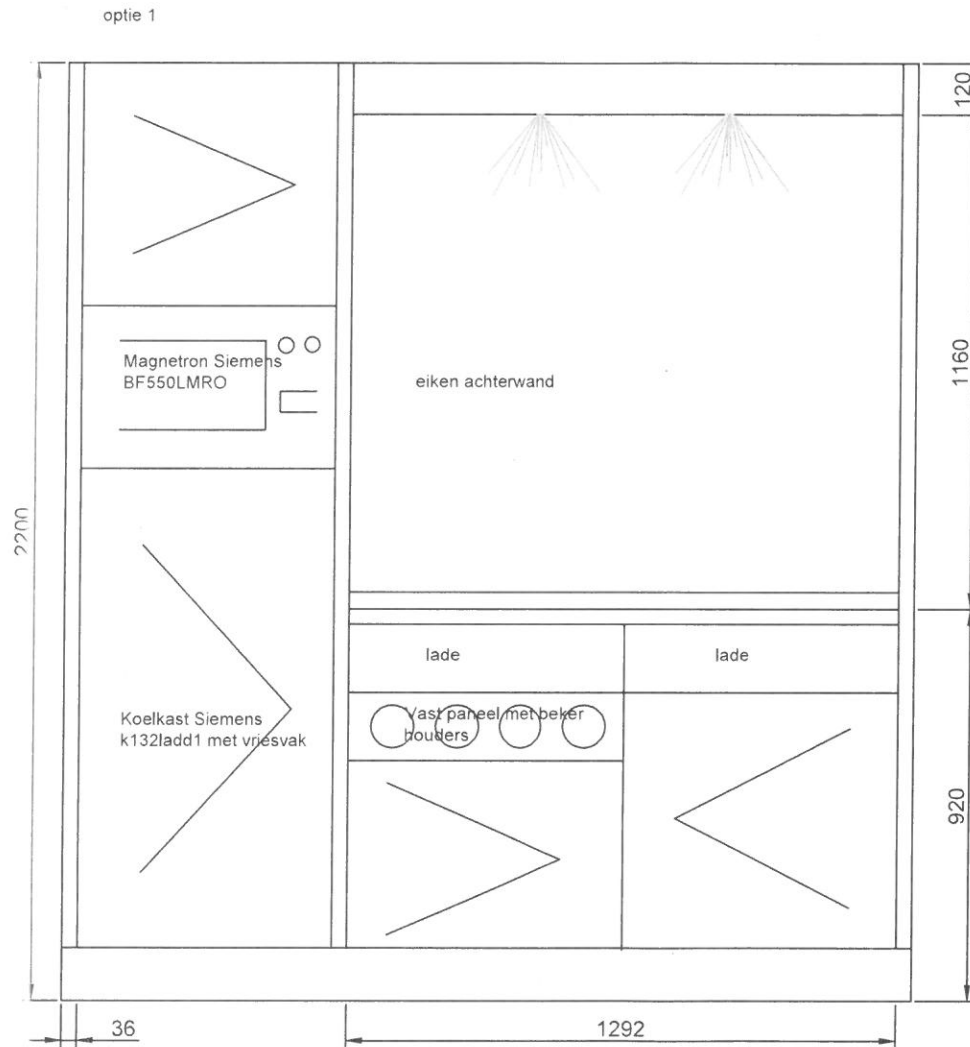 optie 1
120
Magnetron Siemens
BF550LMRO
eiken achterwand
1160
2200
lade
lade
Vast paneel met beker
houders
Koelkast Siemens
k132ladd1 met vriesvak
920
36
1292